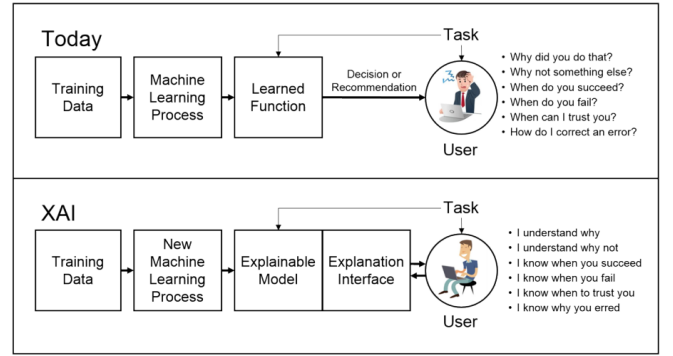 Today
Task
Training
Data
Machine
Learning
Process
Learned
Function
Decision or
Recommendation
User
• Why did you do that?
• Why not something else?
• When do you succeed?
• When do you fail?
• When can I trust you?
• How do I correct an error?
XAI
Task
Training
Data
New
Machine
Learning
Process
Explainable
Model
Explanation
Interface
User
• I understand why
• I understand why not
• I know when you succeed
• I know when you fail
• I know when to trust you
• I know why you erred